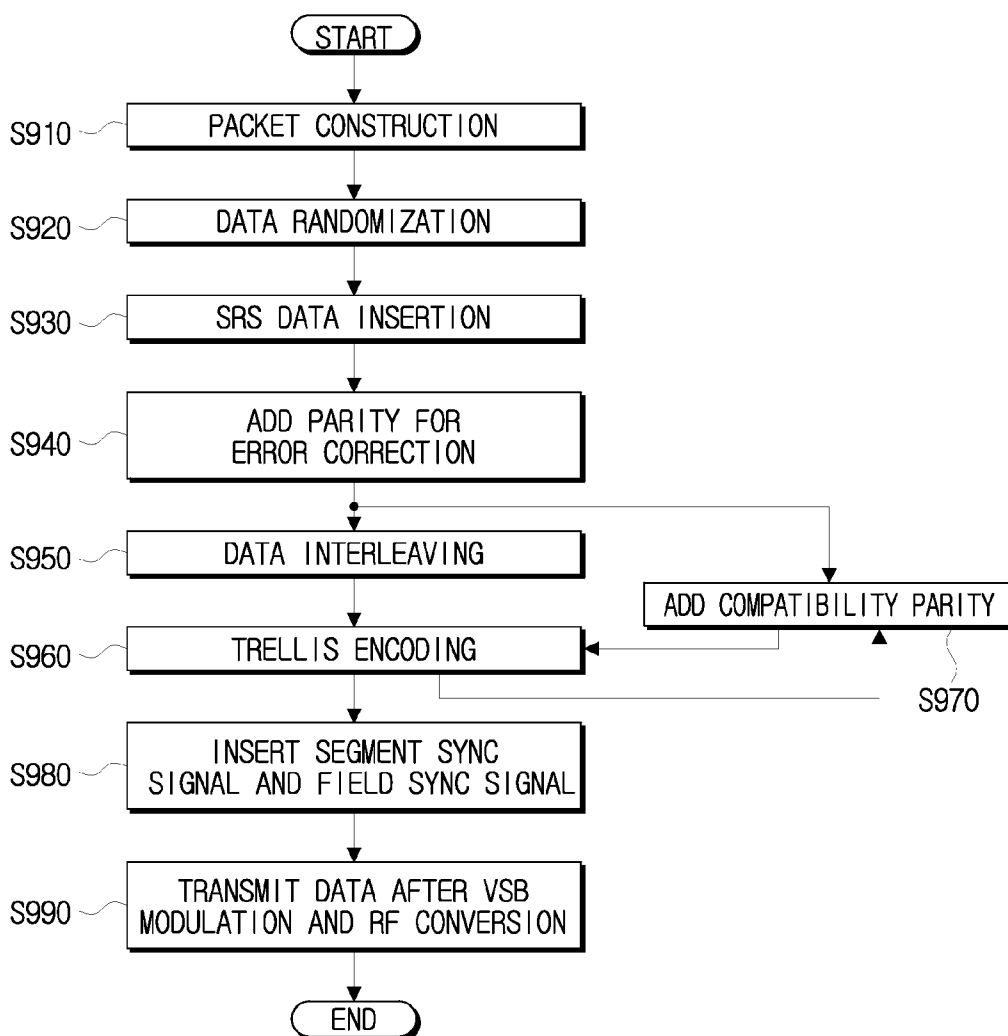 START
S910
PACKET CONSTRUCTION
S920
DATA RANDOMIZATION
S930
SRS DATA INSERTION
S940
ADD PARITY FOR
ERROR CORRECTION
S950
DATA INTERLEAVING
ADD COMPATIBILITY PARITY
S960
TRELLIS ENCODING
S970
S980
INSERT SEGMENT SYNC
SIGNAL AND FIELD SYNC SIGNAL
S990
TRANSMIT DATA AFTER VSB
MODULATION AND RF CONVERSION
END